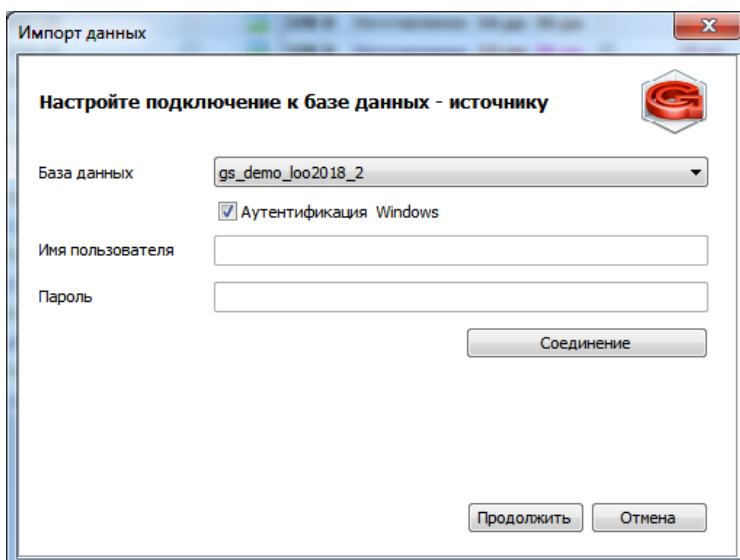 Импорт данных
Настройте подключение к базе данных - источнику
База данных
gs_demo_loo2018_2
Аутентификация Windows
Имя пользователя
Пароль
Соединение
Продолжить
Отмена